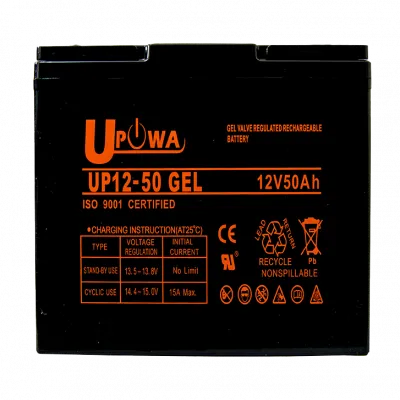 UPOWA
GEL VALVE REGULATED RECHARGEABLE
BATTERY
UP12-50 GEL
12V50Ah
ISO 9001 CERTIFIED
●CHARGING INSTRUCTION(AT25°C)
TYPE VOLTAGE REGULATION INITIAL CURRENT
STAND-BY USE 13.5-13.8V No Limit
CYCLIC USE 14.4-15.0V 15A Max.
CE
LEAD
RETURN
RECYCLE
Pb
NONSPILLABLE